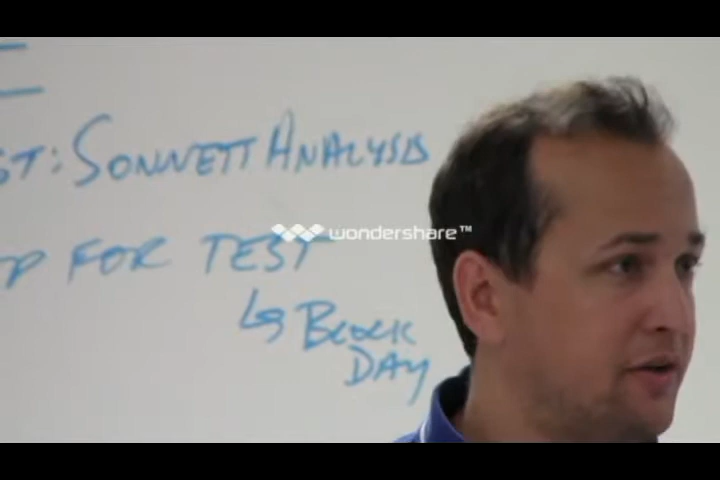 ST: SONNETT ANALYSIS
wondershare™
P FOR TEST
↳ BLOCK
DAY